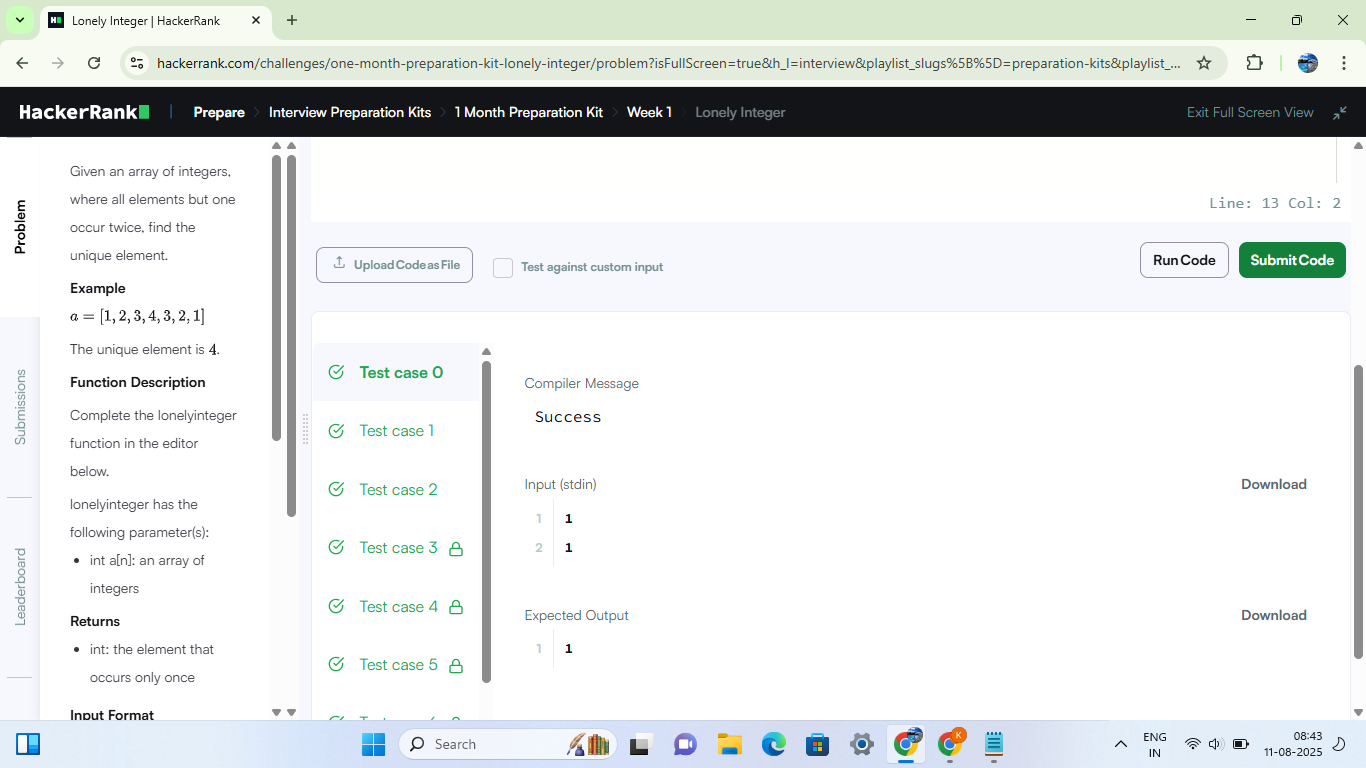 Lonely Integer | HackerRank
hackerrank.com/challenges/one-month-preparation-kit-lonely-integer/problem?isFullScreen=true&h_l=interview&playlist_slugs%5B%5D=preparation-kits&playlist_...
HackerRank
Prepare
Interview Preparation Kits
1 Month Preparation Kit
Week 1
Lonely Integer
Exit Full Screen View
Problem
Submissions
Leaderboard
Given an array of integers,
where all elements but one
occur twice, find the
unique element.
Example
a = [1, 2, 3, 4, 3, 2, 1]
The unique element is 4.
Function Description
Complete the lonelyinteger
function in the editor
below.
lonelyinteger has the
following parameter(s):
• int a[n]: an array of
integers
Returns
• int: the element that
occurs only once
Input Format
Line: 13 Col: 2
Upload Code as File
Test against custom input
Run Code
Submit Code
Test case 0
Test case 1
Test case 2
Test case 3
Test case 4
Test case 5
Compiler Message
Success
Input (stdin)
Download
1 1
2 1
Expected Output
Download
1 1
Search
K
ENG
IN
08:43
11-08-2025